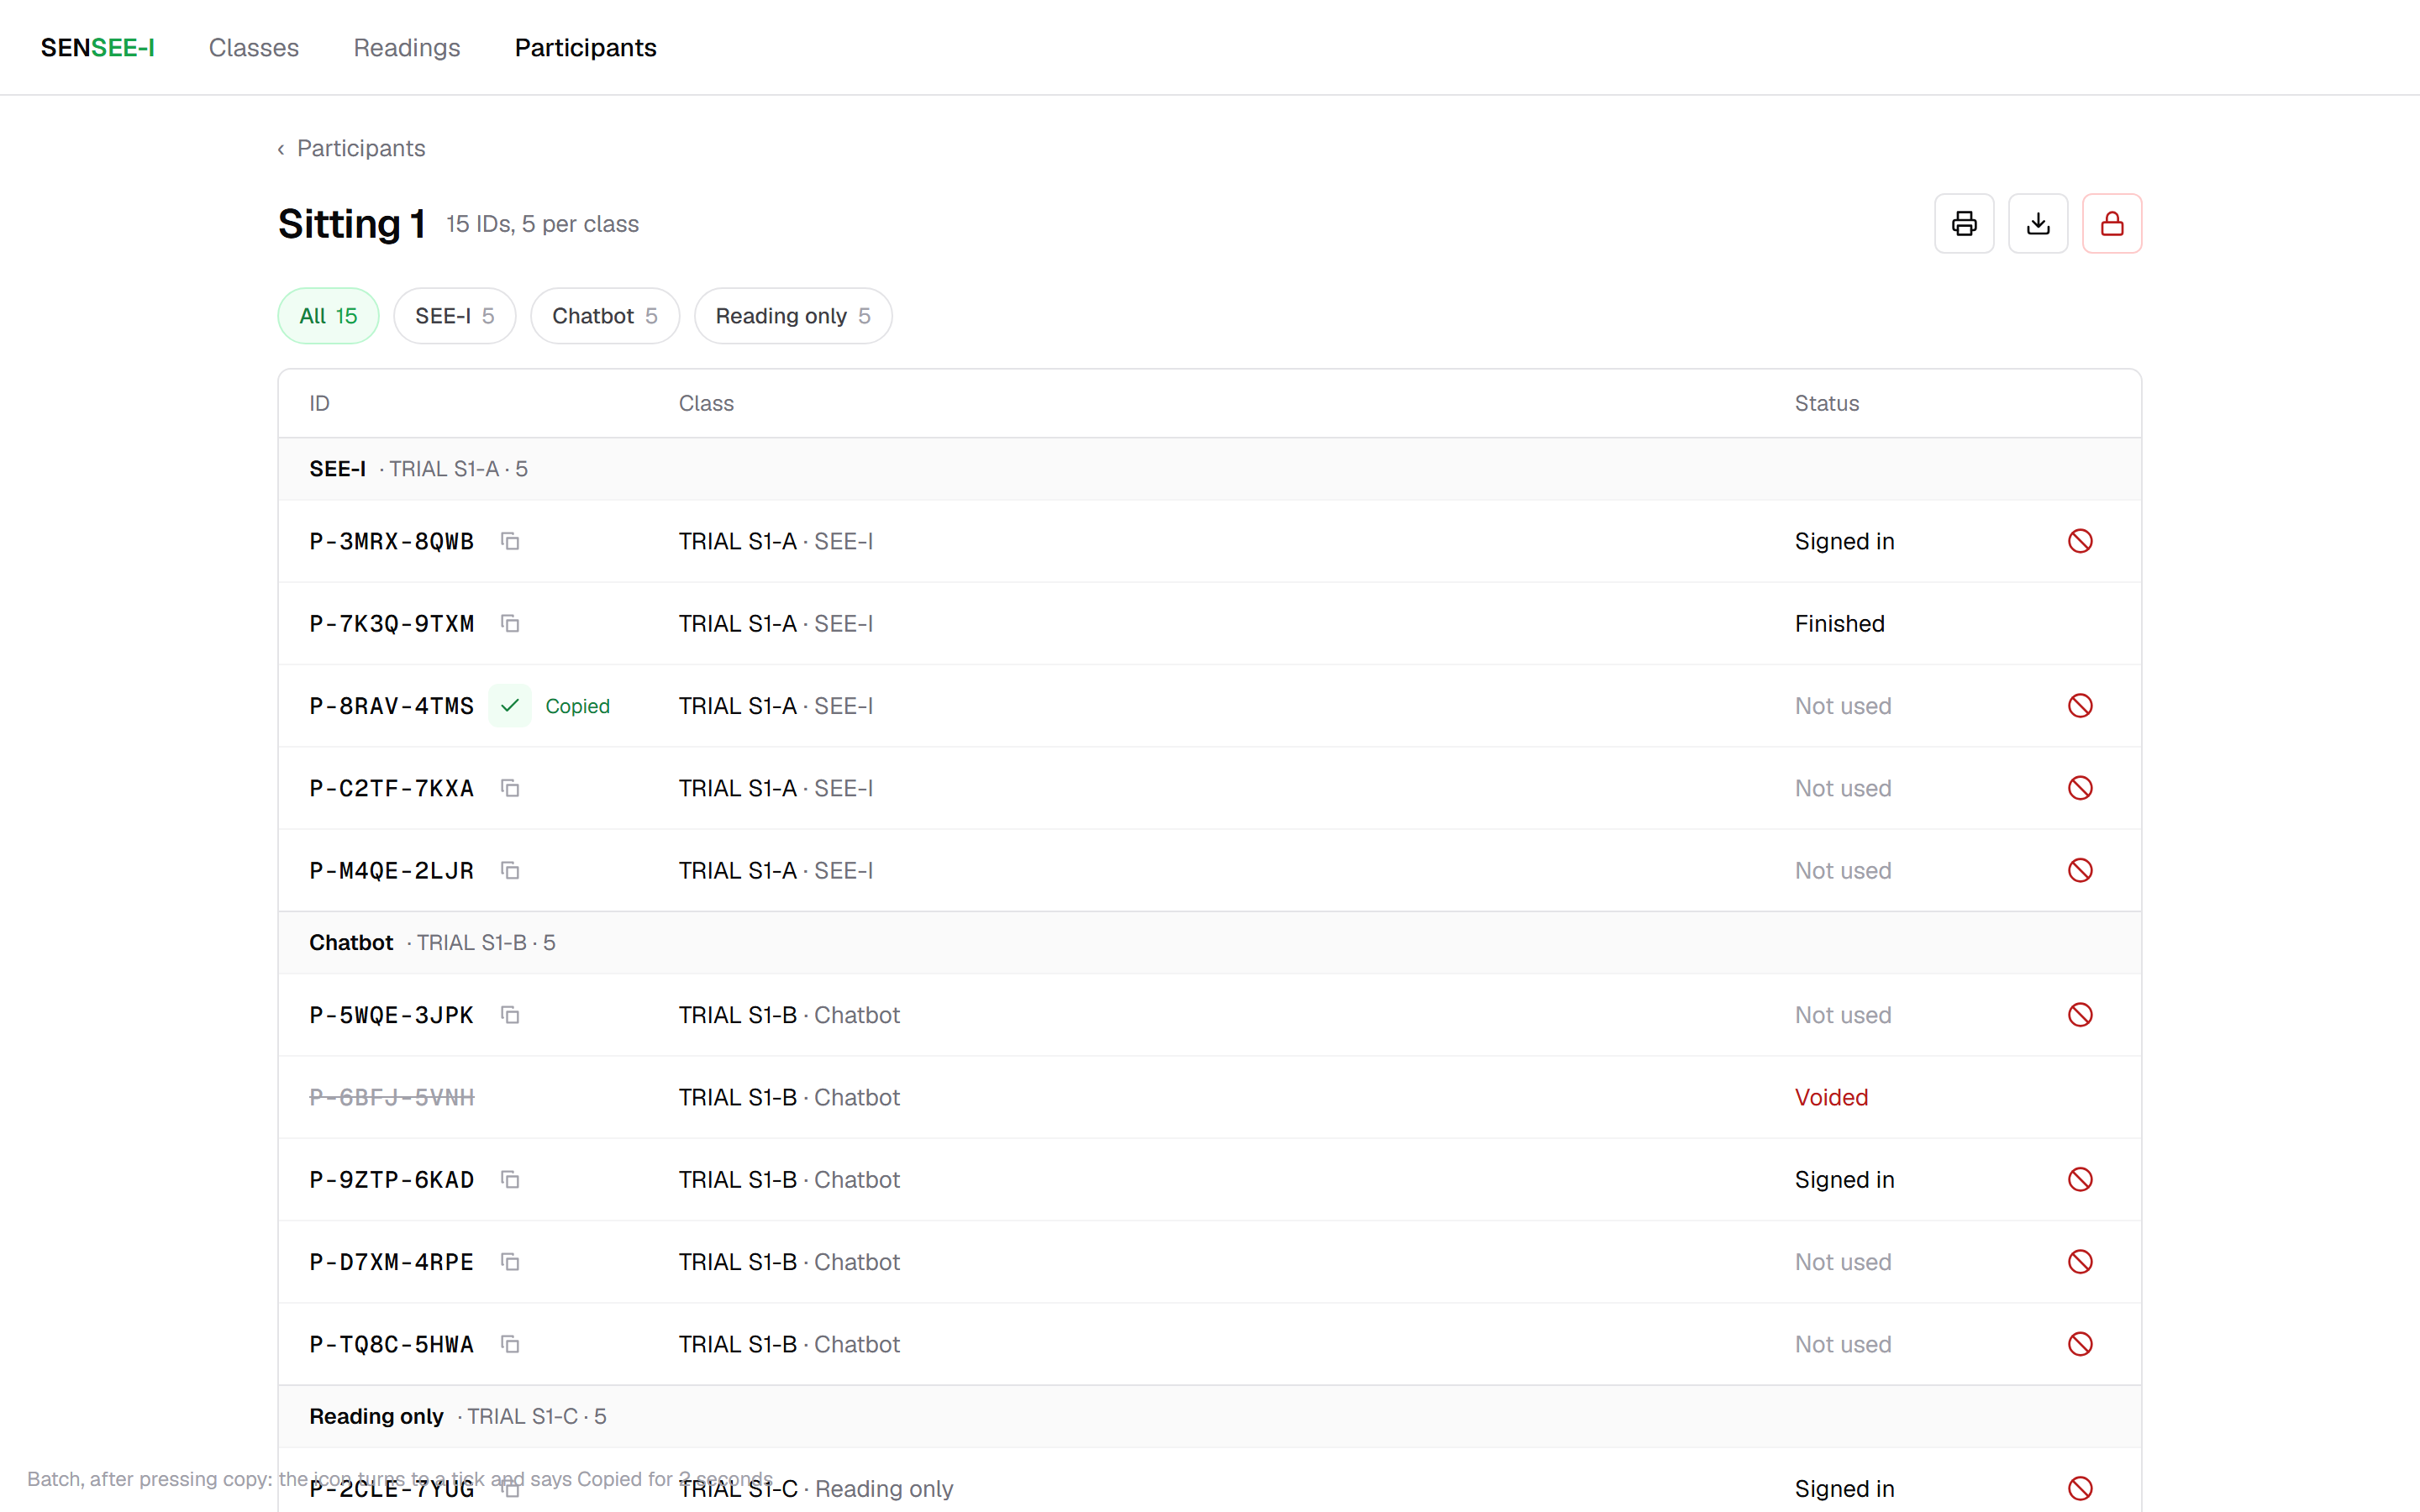 SENSEE-I Classes Readings Participants
‹ Participants
Sitting 1 15 IDs, 5 per class
All 15 SEE-I 5 Chatbot 5 Reading only 5
ID Class Status
SEE-I · TRIAL S1-A · 5
P-3MRX-8QWB TRIAL S1-A · SEE-I Signed in
P-7K3Q-9TXM TRIAL S1-A · SEE-I Finished
P-8RAV-4TMS Copied TRIAL S1-A · SEE-I Not used
P-C2TF-7KXA TRIAL S1-A · SEE-I Not used
P-M4QE-2LJR TRIAL S1-A · SEE-I Not used
Chatbot · TRIAL S1-B · 5
P-5WQE-3JPK TRIAL S1-B · Chatbot Not used
P-6BFJ-5VNH TRIAL S1-B · Chatbot Voided
P-9ZTP-6KAD TRIAL S1-B · Chatbot Signed in
P-D7XM-4RPE TRIAL S1-B · Chatbot Not used
P-TQ8C-5HWA TRIAL S1-B · Chatbot Not used
Reading only · TRIAL S1-C · 5
Batch, after pressing copy: the icon turns to a tick and says Copied for 2 seconds
P-2CLE-7YUG TRIAL S1-C · Reading only Signed in